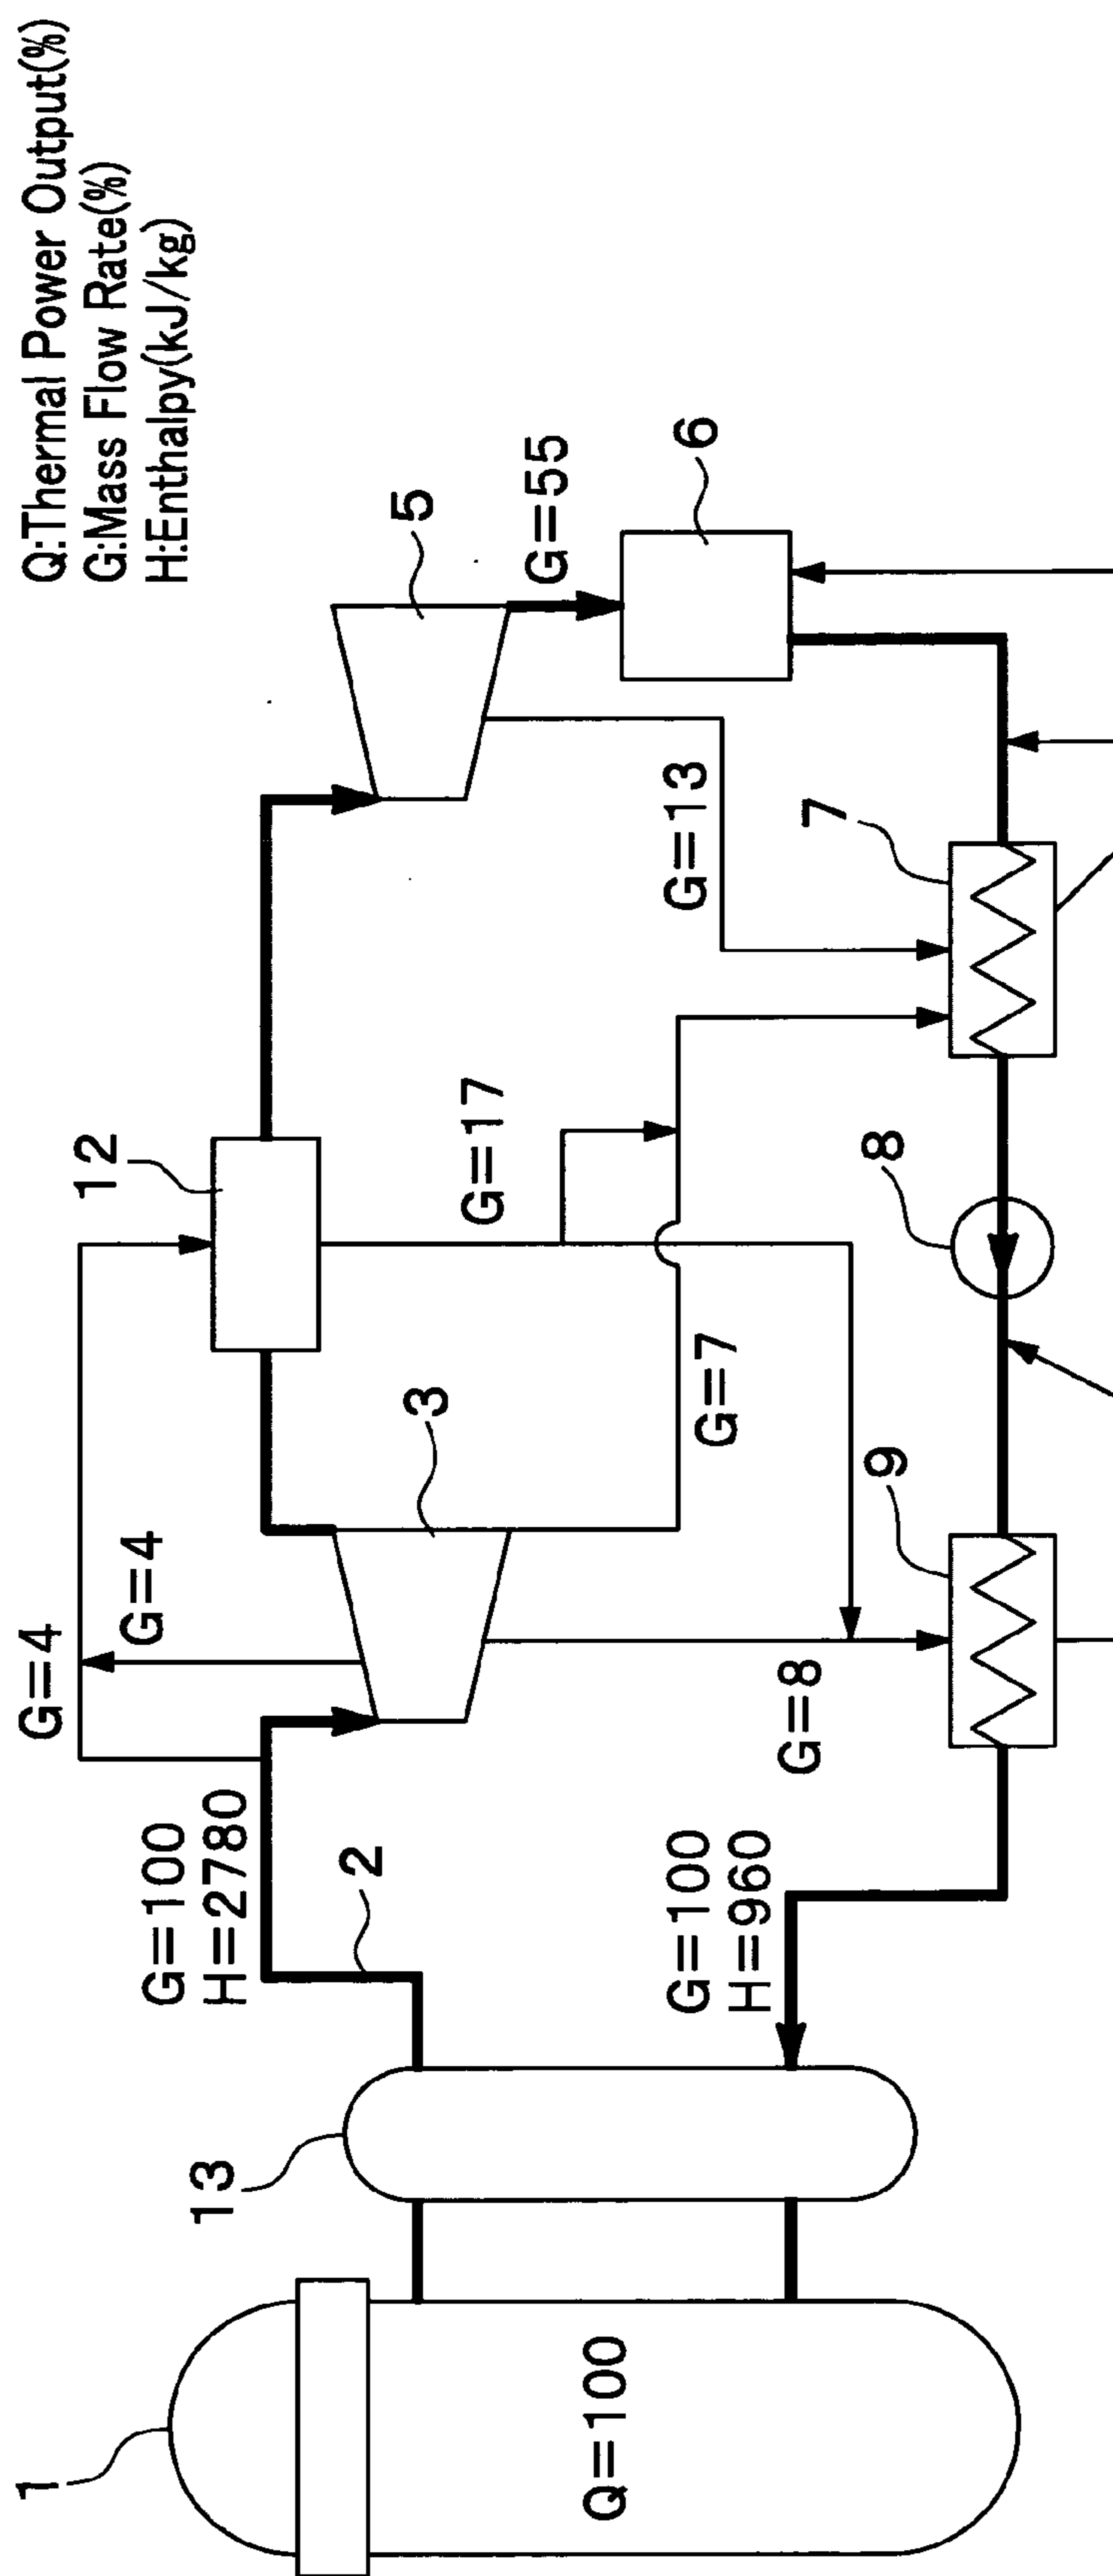 Q:Thermal Power Output(%)
G:Mass Flow Rate(%)
H:Enthalpy(kJ/kg)
1
Q=100
13
G=100
H=2780
2
G=100
H=960
G=4
G=4
3
12
G=17
G=7
G=8
9
8
7
G=13
5
G=55
6